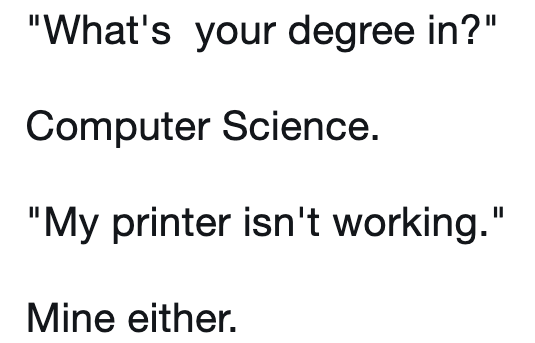 "What's  your degree in?"
Computer Science.
"My printer isn't working."
Mine either.